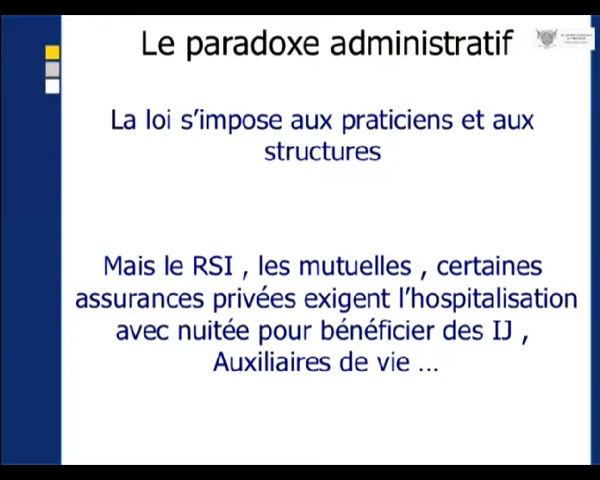 Le paradoxe administratif
La loi s'impose aux praticiens et aux
structures
Mais le RSI , les mutuelles , certaines
assurances privées exigent l'hospitalisation
avec nuitée pour bénéficier des IJ ,
Auxiliaires de vie ...